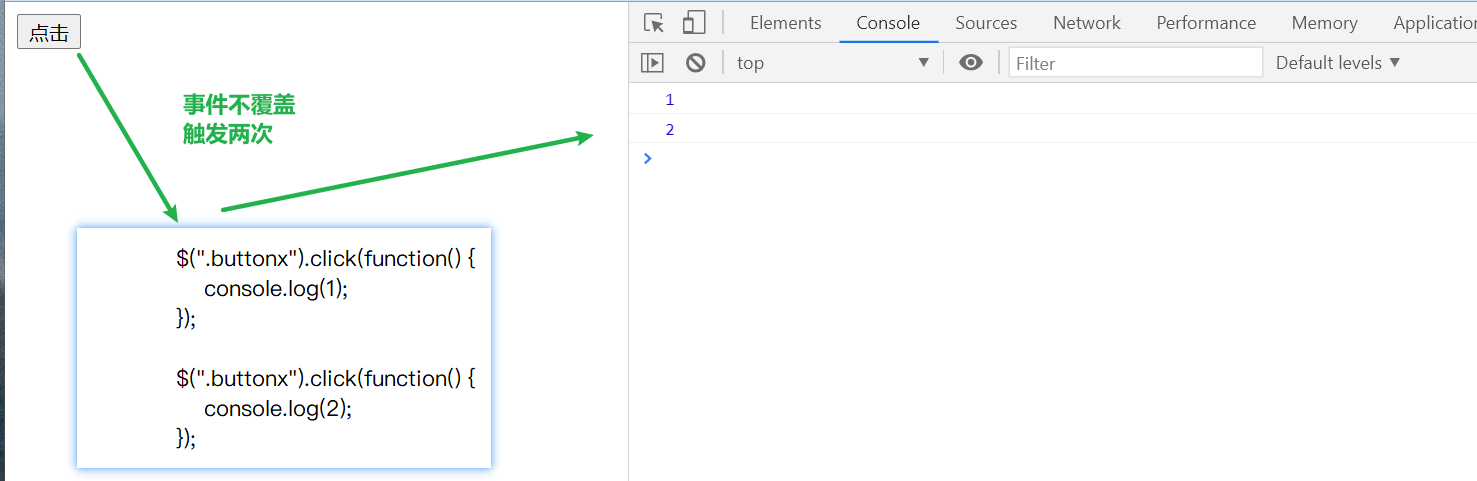 点击
Elements Console Sources Network Performance Memory Application
top Filter Default levels
1
2
事件不覆盖
触发两次
$(".buttonx").click(function() {
console.log(1);
});
$(".buttonx").click(function() {
console.log(2);
});